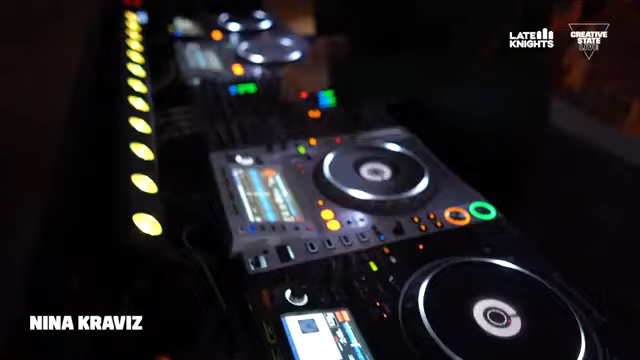 LATE
KNIGHTS
CREATIVE
STATE
LIVE
NINA KRAVIZ